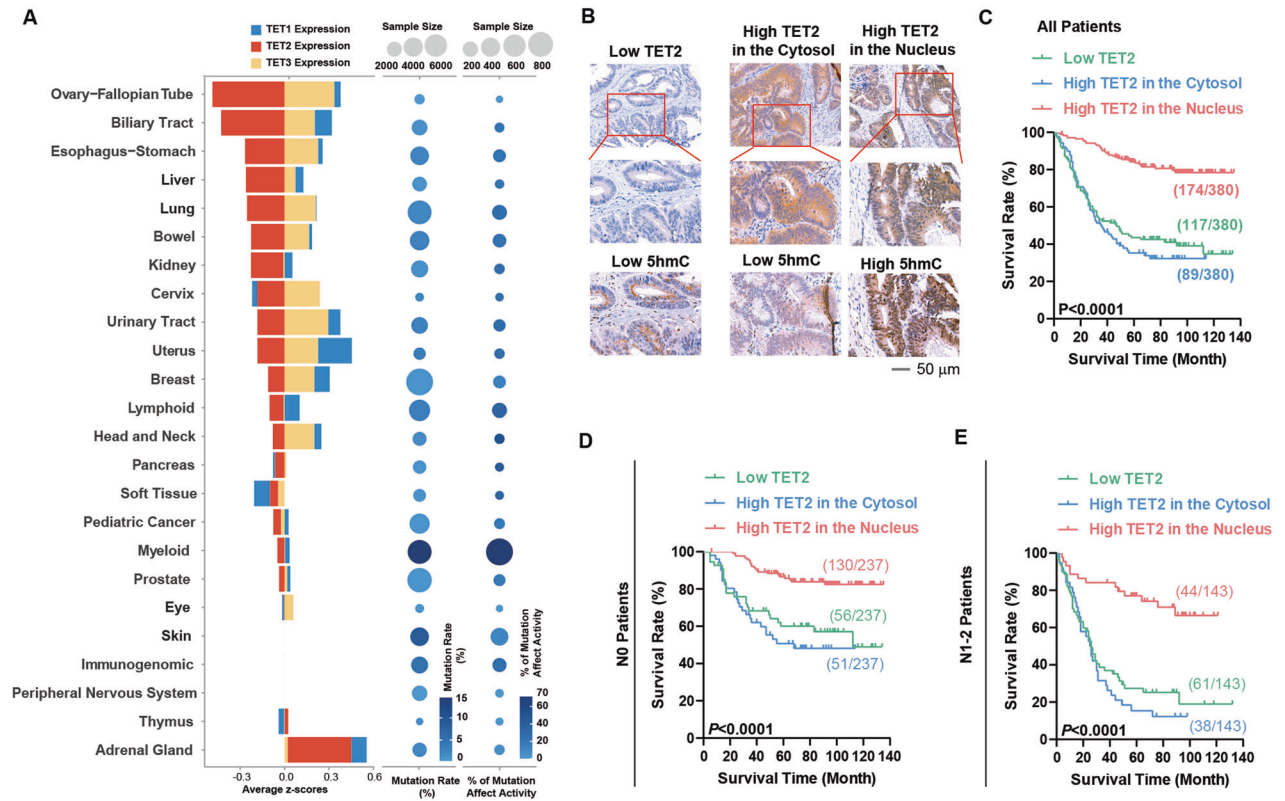 A
TET1 Expression
TET2 Expression
TET3 Expression
Sample Size
2000 4000 6000
Sample Size
200 400 600 800
Ovary−Fallopian Tube
Biliary Tract
Esophagus−Stomach
Liver
Lung
Bowel
Kidney
Cervix
Urinary Tract
Uterus
Breast
Lymphoid
Head and Neck
Pancreas
Soft Tissue
Pediatric Cancer
Myeloid
Prostate
Eye
Skin
Immunogenomic
Peripheral Nervous System
Thymus
Adrenal Gland
-0.3 0.0 0.3 0.6
Average z-scores
Mutation Rate
(%)
15
10
5
0
Mutation Rate
(%)
% of Mutation
Affect Activity
70
60
40
20
0
% of Mutation
Affect Activity
B
Low TET2
High TET2
in the Cytosol
High TET2
in the Nucleus
Low 5hmC
Low 5hmC
High 5hmC
50 μm
C
All Patients
Low TET2
High TET2 in the Cytosol
High TET2 in the Nucleus
Survival Rate (%)
100
80
60
40
20
0
(174/380)
(117/380)
(89/380)
P<0.0001
0 20 40 60 80 100 120 140
Survival Time (Month)
D
N0 Patients
Low TET2
High TET2 in the Cytosol
High TET2 in the Nucleus
Survival Rate (%)
100
80
60
40
20
0
(130/237)
(56/237)
(51/237)
P<0.0001
0 20 40 60 80 100 120 140
Survival Time (Month)
E
N1-2 Patients
Low TET2
High TET2 in the Cytosol
High TET2 in the Nucleus
Survival Rate (%)
100
80
60
40
20
0
(44/143)
(61/143)
(38/143)
P<0.0001
0 20 40 60 80 100 120 140
Survival Time (Month)